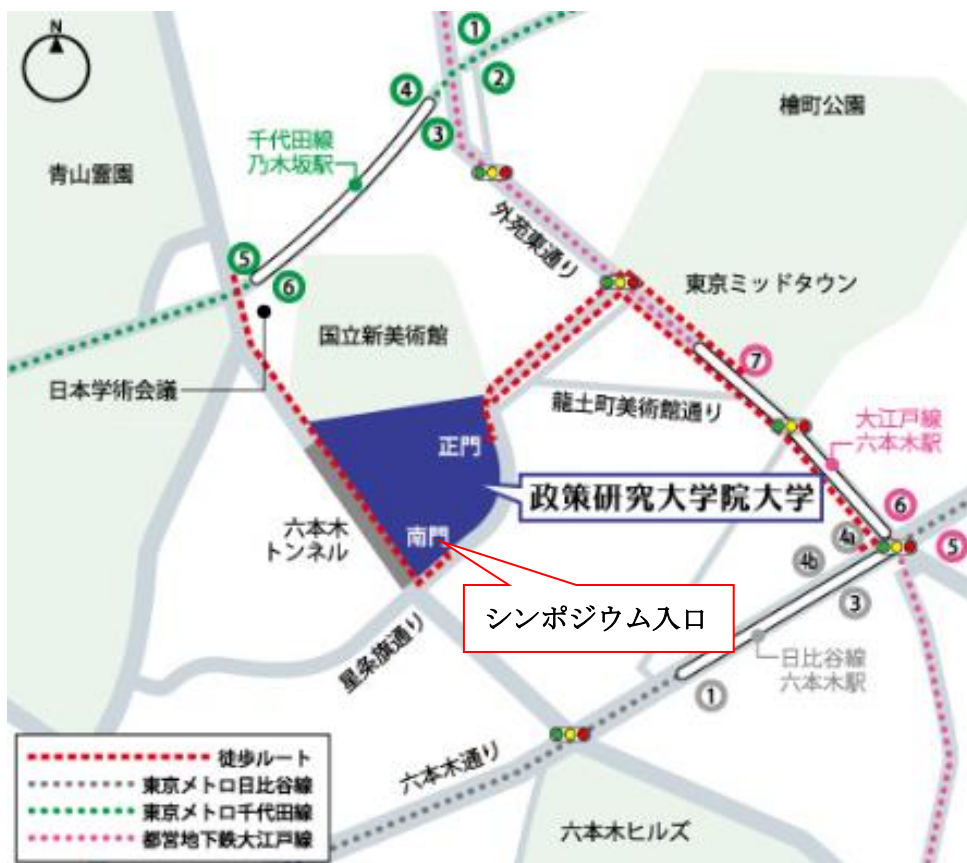 N
①
②
④
③
檜町公園
千代田線
乃木坂駅
青山霊園
外苑東通り
⑤
⑥
東京ミッドタウン
国立新美術館
日本学術会議
⑦
龍土町美術館通り
大江戸線
六本木駅
正門
政策研究大学院大学
六本木
トンネル
南門
⑥
4a
⑤
4b
シンポジウム入口
③
星条旗通り
日比谷線
六本木駅
①
六本木通り
徒歩ルート
東京メトロ日比谷線
東京メトロ千代田線
都営地下鉄大江戸線
六本木ヒルズ